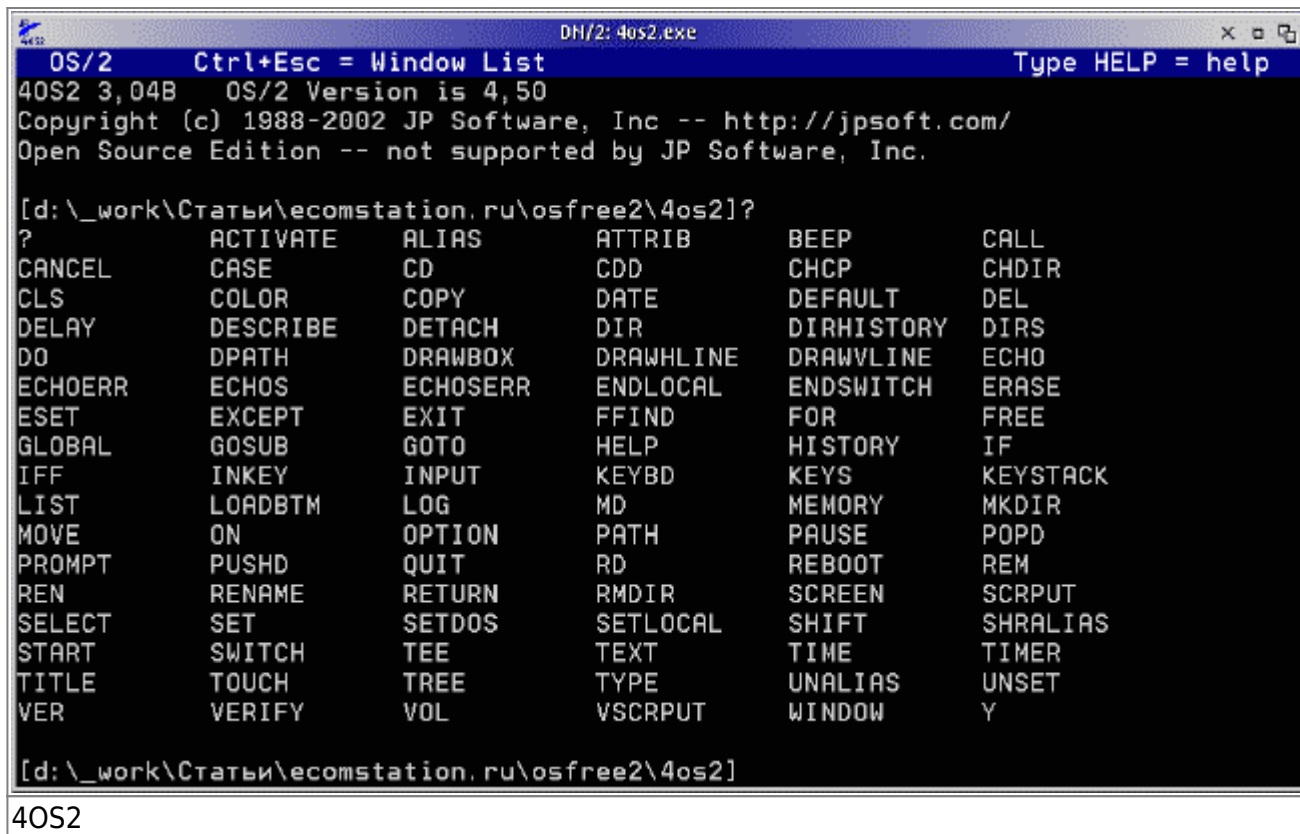 DN/2: 4os2.exe
OS/2 Ctrl+Esc = Window List Type HELP = help
4OS2 3,04B OS/2 Version is 4,50
Copyright (c) 1988-2002 JP Software, Inc -- http://jpsoft.com/
Open Source Edition -- not supported by JP Software, Inc.
[d:\_work\Статьи\ecomstation.ru\osfree2\4os2]?
? ACTIVATE ALIAS ATTRIB BEEP CALL
CANCEL CASE CD CDD CHCP CHDIR
CLS COLOR COPY DATE DEFAULT DEL
DELAY DESCRIBE DETACH DIR DIRHISTORY DIRS
DO DPATH DRAWBOX DRAWHLINE DRAWVLINE ECHO
ECHOERR ECHOS ECHOSERR ENDLOCAL ENDSWITCH ERASE
ESET EXCEPT EXIT FFIND FOR FREE
GLOBAL GOSUB GOTO HELP HISTORY IF
IFF INKEY INPUT KEYBD KEYS KEYSTACK
LIST LOADBTM LOG MD MEMORY MKDIR
MOVE ON OPTION PATH PAUSE POPD
PROMPT PUSHD QUIT RD REBOOT REM
REN RENAME RETURN RMDIR SCREEN SCRPUT
SELECT SET SETDOS SETLOCAL SHIFT SHRALIAS
START SWITCH TEE TEXT TIME TIMER
TITLE TOUCH TREE TYPE UNALIAS UNSET
VER VERIFY VOL VSCRPUT WINDOW Y
[d:\_work\Статьи\ecomstation.ru\osfree2\4os2]
4OS2